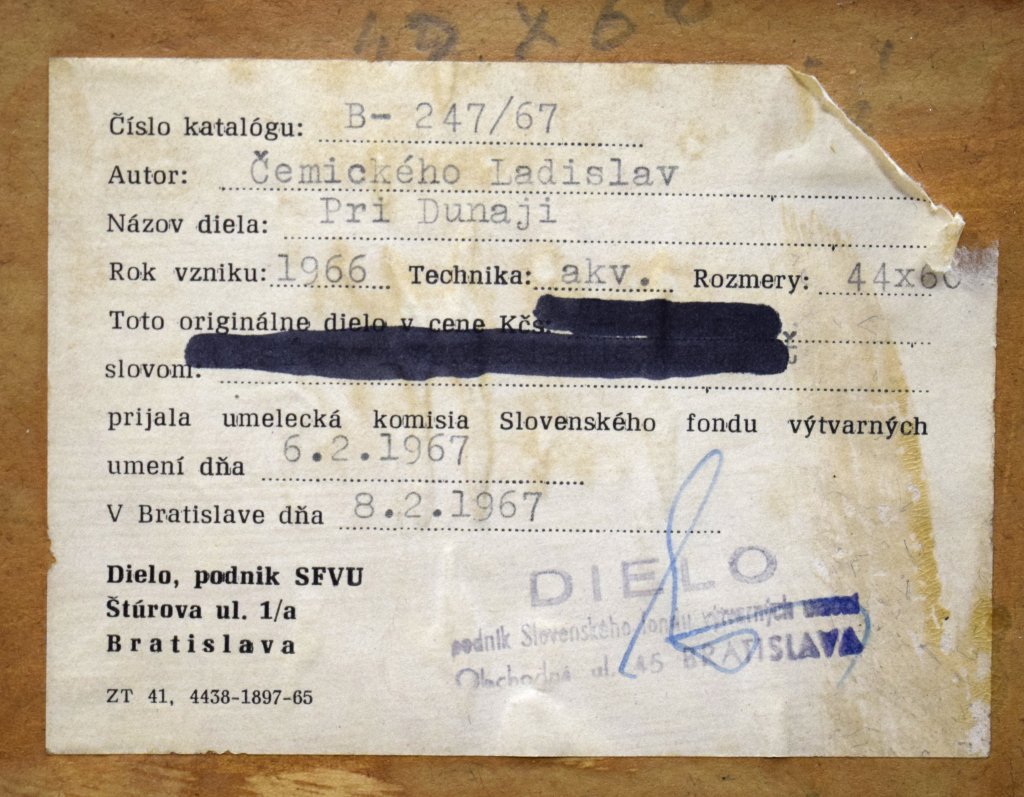 40 x 60
Číslo katalógu: B- 247/67
Autor: Čemického Ladislav
Názov diela: Pri Dunaji
Rok vzniku: 1966 Technika: akv. Rozmery: 44x60
Toto originálne dielo v cene Kčs:
slovom:
prijala umelecká komisia Slovenského fondu výtvarných
umení dňa 6.2.1967
V Bratislave dňa 8.2.1967
Dielo, podnik SFVU
Štúrova ul. 1/a
Bratislava
ZT 41, 4438-1897-65
DIELO
podnik Slovenského fondu výtvarných umení
Obchodná ul. 45 BRATISLAVA